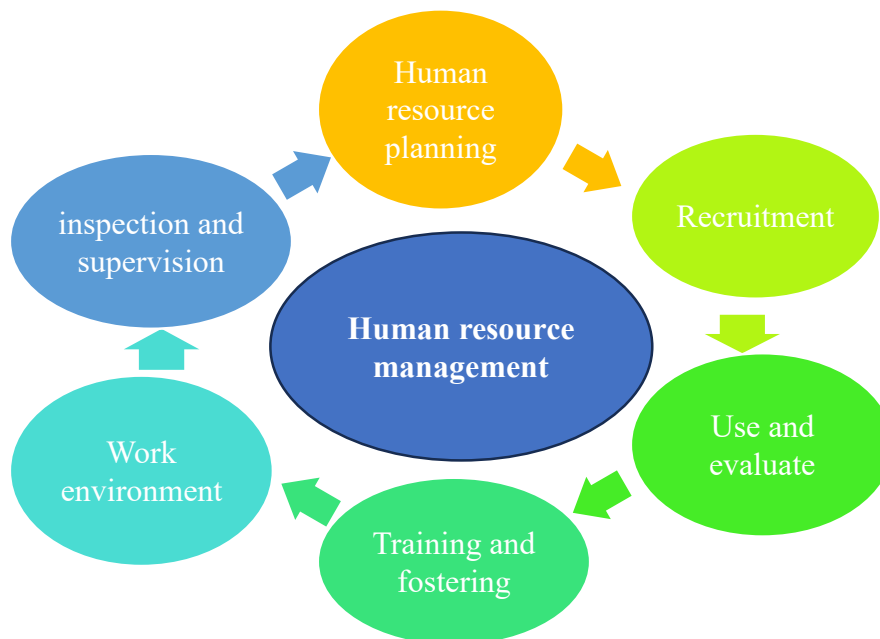 Human
resource
planning
Recruitment
Use and
evaluate
Training and
fostering
Work
environment
inspection and
supervision
Human resource
management